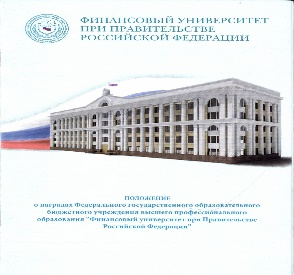 ФИНАНСОВЫЙ УНИВЕРСИТЕТ
ПРИ ПРАВИТЕЛЬСТВЕ
РОССИЙСКОЙ ФЕДЕРАЦИИ
ПОЛОЖЕНИЕ
о наградах Федерального государственного образовательного
бюджетного учреждения высшего профессионального
образования "Финансовый университет при Правительстве
Российской Федерации"